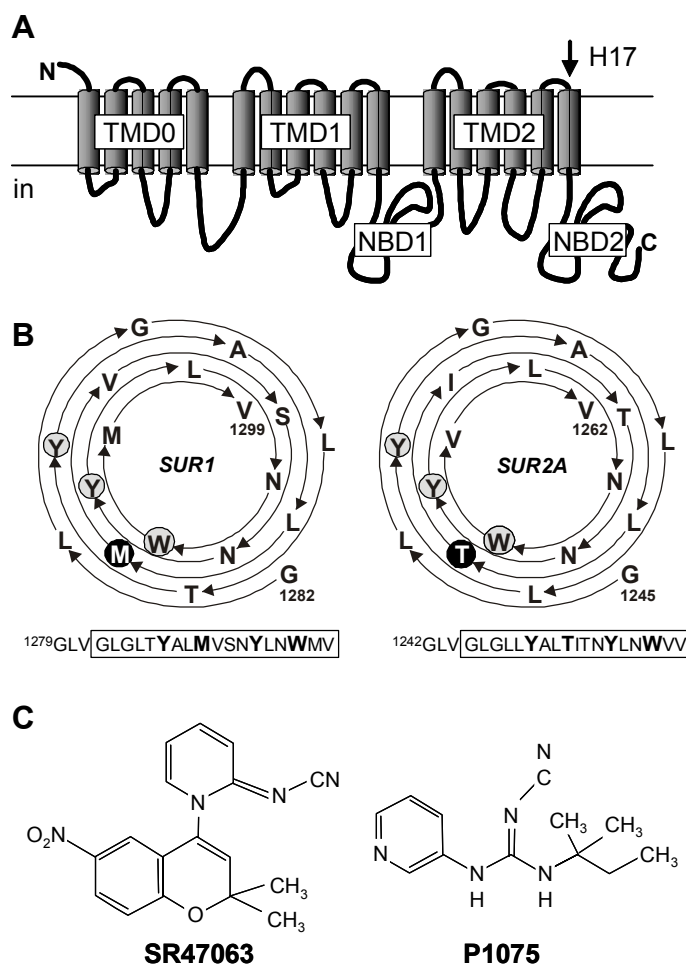 A
N
H17
TMD0
TMD1
TMD2
in
NBD1
NBD2
C
B
G
A
V
L
S
V
1299
L
Y
M
SUR1
N
Y
L
L
M
W
N
G
1282
T
G
A
I
L
T
V
1262
L
Y
V
SUR2A
N
Y
L
L
T
W
N
G
1245
L
1279GLV GLGLTYALMVSNYLNWMV
1242GLV GLGLLYALTITNYLNWVV
C
N
CN
N
N
C
O2N
N
CH3
CH3
CH3
N
N
N
CH3
CH3
O
H
H
SR47063
P1075